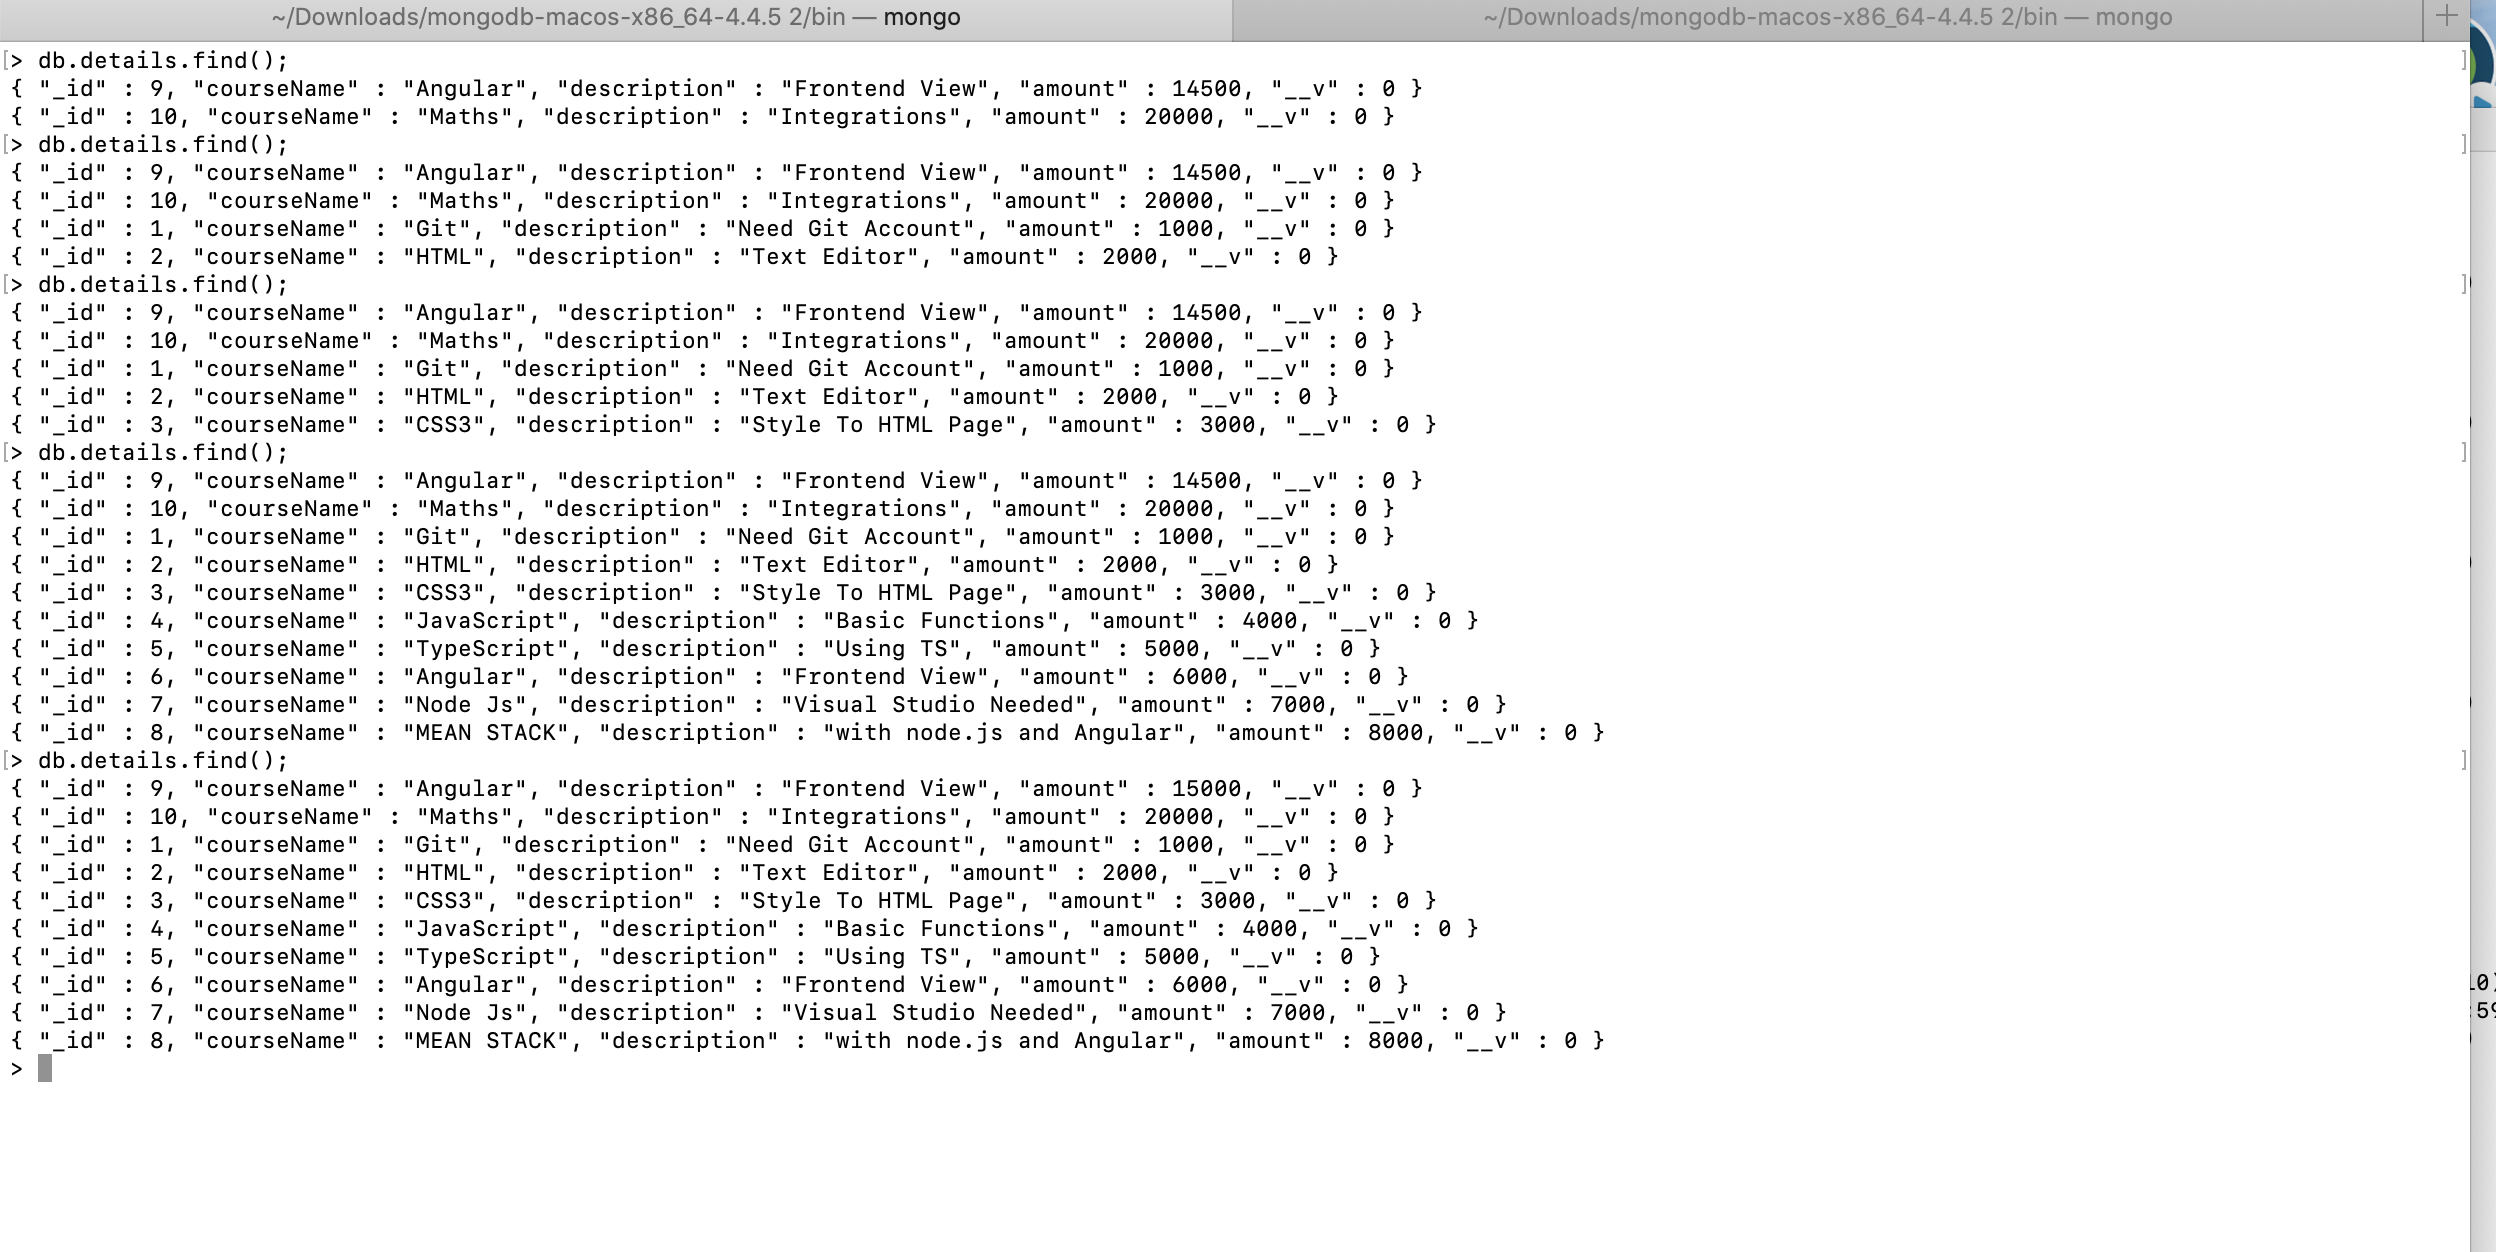 ~/Downloads/mongodb-macos-x86_64-4.4.5 2/bin — mongo
~/Downloads/mongodb-macos-x86_64-4.4.5 2/bin — mongo
[> db.details.find(); ]
{ "_id" : 9, "courseName" : "Angular", "description" : "Frontend View", "amount" : 14500, "__v" : 0 }
{ "_id" : 10, "courseName" : "Maths", "description" : "Integrations", "amount" : 20000, "__v" : 0 }
[> db.details.find(); ]
{ "_id" : 9, "courseName" : "Angular", "description" : "Frontend View", "amount" : 14500, "__v" : 0 }
{ "_id" : 10, "courseName" : "Maths", "description" : "Integrations", "amount" : 20000, "__v" : 0 }
{ "_id" : 1, "courseName" : "Git", "description" : "Need Git Account", "amount" : 1000, "__v" : 0 }
{ "_id" : 2, "courseName" : "HTML", "description" : "Text Editor", "amount" : 2000, "__v" : 0 }
[> db.details.find(); ]
{ "_id" : 9, "courseName" : "Angular", "description" : "Frontend View", "amount" : 14500, "__v" : 0 }
{ "_id" : 10, "courseName" : "Maths", "description" : "Integrations", "amount" : 20000, "__v" : 0 }
{ "_id" : 1, "courseName" : "Git", "description" : "Need Git Account", "amount" : 1000, "__v" : 0 }
{ "_id" : 2, "courseName" : "HTML", "description" : "Text Editor", "amount" : 2000, "__v" : 0 }
{ "_id" : 3, "courseName" : "CSS3", "description" : "Style To HTML Page", "amount" : 3000, "__v" : 0 }
[> db.details.find(); ]
{ "_id" : 9, "courseName" : "Angular", "description" : "Frontend View", "amount" : 14500, "__v" : 0 }
{ "_id" : 10, "courseName" : "Maths", "description" : "Integrations", "amount" : 20000, "__v" : 0 }
{ "_id" : 1, "courseName" : "Git", "description" : "Need Git Account", "amount" : 1000, "__v" : 0 }
{ "_id" : 2, "courseName" : "HTML", "description" : "Text Editor", "amount" : 2000, "__v" : 0 }
{ "_id" : 3, "courseName" : "CSS3", "description" : "Style To HTML Page", "amount" : 3000, "__v" : 0 }
{ "_id" : 4, "courseName" : "JavaScript", "description" : "Basic Functions", "amount" : 4000, "__v" : 0 }
{ "_id" : 5, "courseName" : "TypeScript", "description" : "Using TS", "amount" : 5000, "__v" : 0 }
{ "_id" : 6, "courseName" : "Angular", "description" : "Frontend View", "amount" : 6000, "__v" : 0 }
{ "_id" : 7, "courseName" : "Node Js", "description" : "Visual Studio Needed", "amount" : 7000, "__v" : 0 }
{ "_id" : 8, "courseName" : "MEAN STACK", "description" : "with node.js and Angular", "amount" : 8000, "__v" : 0 }
[> db.details.find(); ]
{ "_id" : 9, "courseName" : "Angular", "description" : "Frontend View", "amount" : 15000, "__v" : 0 }
{ "_id" : 10, "courseName" : "Maths", "description" : "Integrations", "amount" : 20000, "__v" : 0 }
{ "_id" : 1, "courseName" : "Git", "description" : "Need Git Account", "amount" : 1000, "__v" : 0 }
{ "_id" : 2, "courseName" : "HTML", "description" : "Text Editor", "amount" : 2000, "__v" : 0 }
{ "_id" : 3, "courseName" : "CSS3", "description" : "Style To HTML Page", "amount" : 3000, "__v" : 0 }
{ "_id" : 4, "courseName" : "JavaScript", "description" : "Basic Functions", "amount" : 4000, "__v" : 0 }
{ "_id" : 5, "courseName" : "TypeScript", "description" : "Using TS", "amount" : 5000, "__v" : 0 }
{ "_id" : 6, "courseName" : "Angular", "description" : "Frontend View", "amount" : 6000, "__v" : 0 }
{ "_id" : 7, "courseName" : "Node Js", "description" : "Visual Studio Needed", "amount" : 7000, "__v" : 0 }
{ "_id" : 8, "courseName" : "MEAN STACK", "description" : "with node.js and Angular", "amount" : 8000, "__v" : 0 }
>